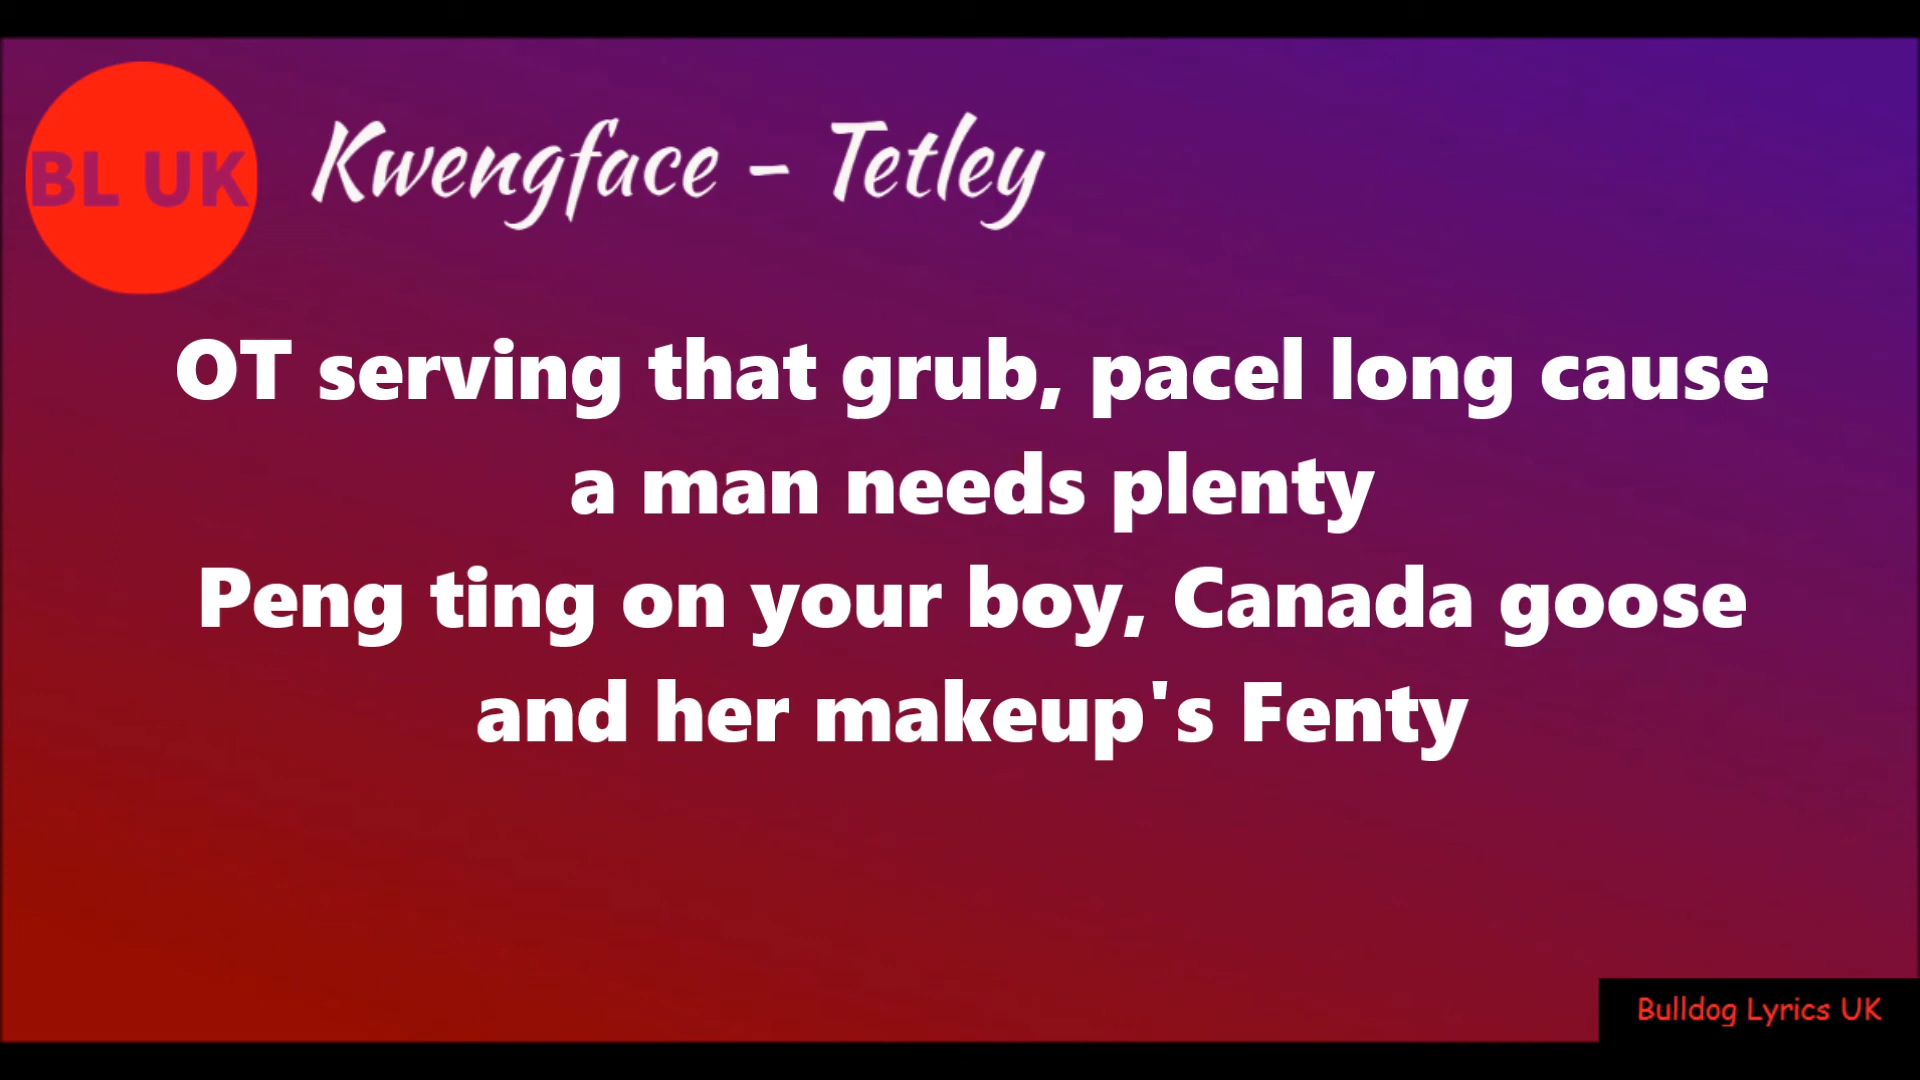 BL UK
Kwengface - Tetley
OT serving that grub, pacel long cause
a man needs plenty
Peng ting on your boy, Canada goose
and her makeup's Fenty
Bulldog Lyrics UK